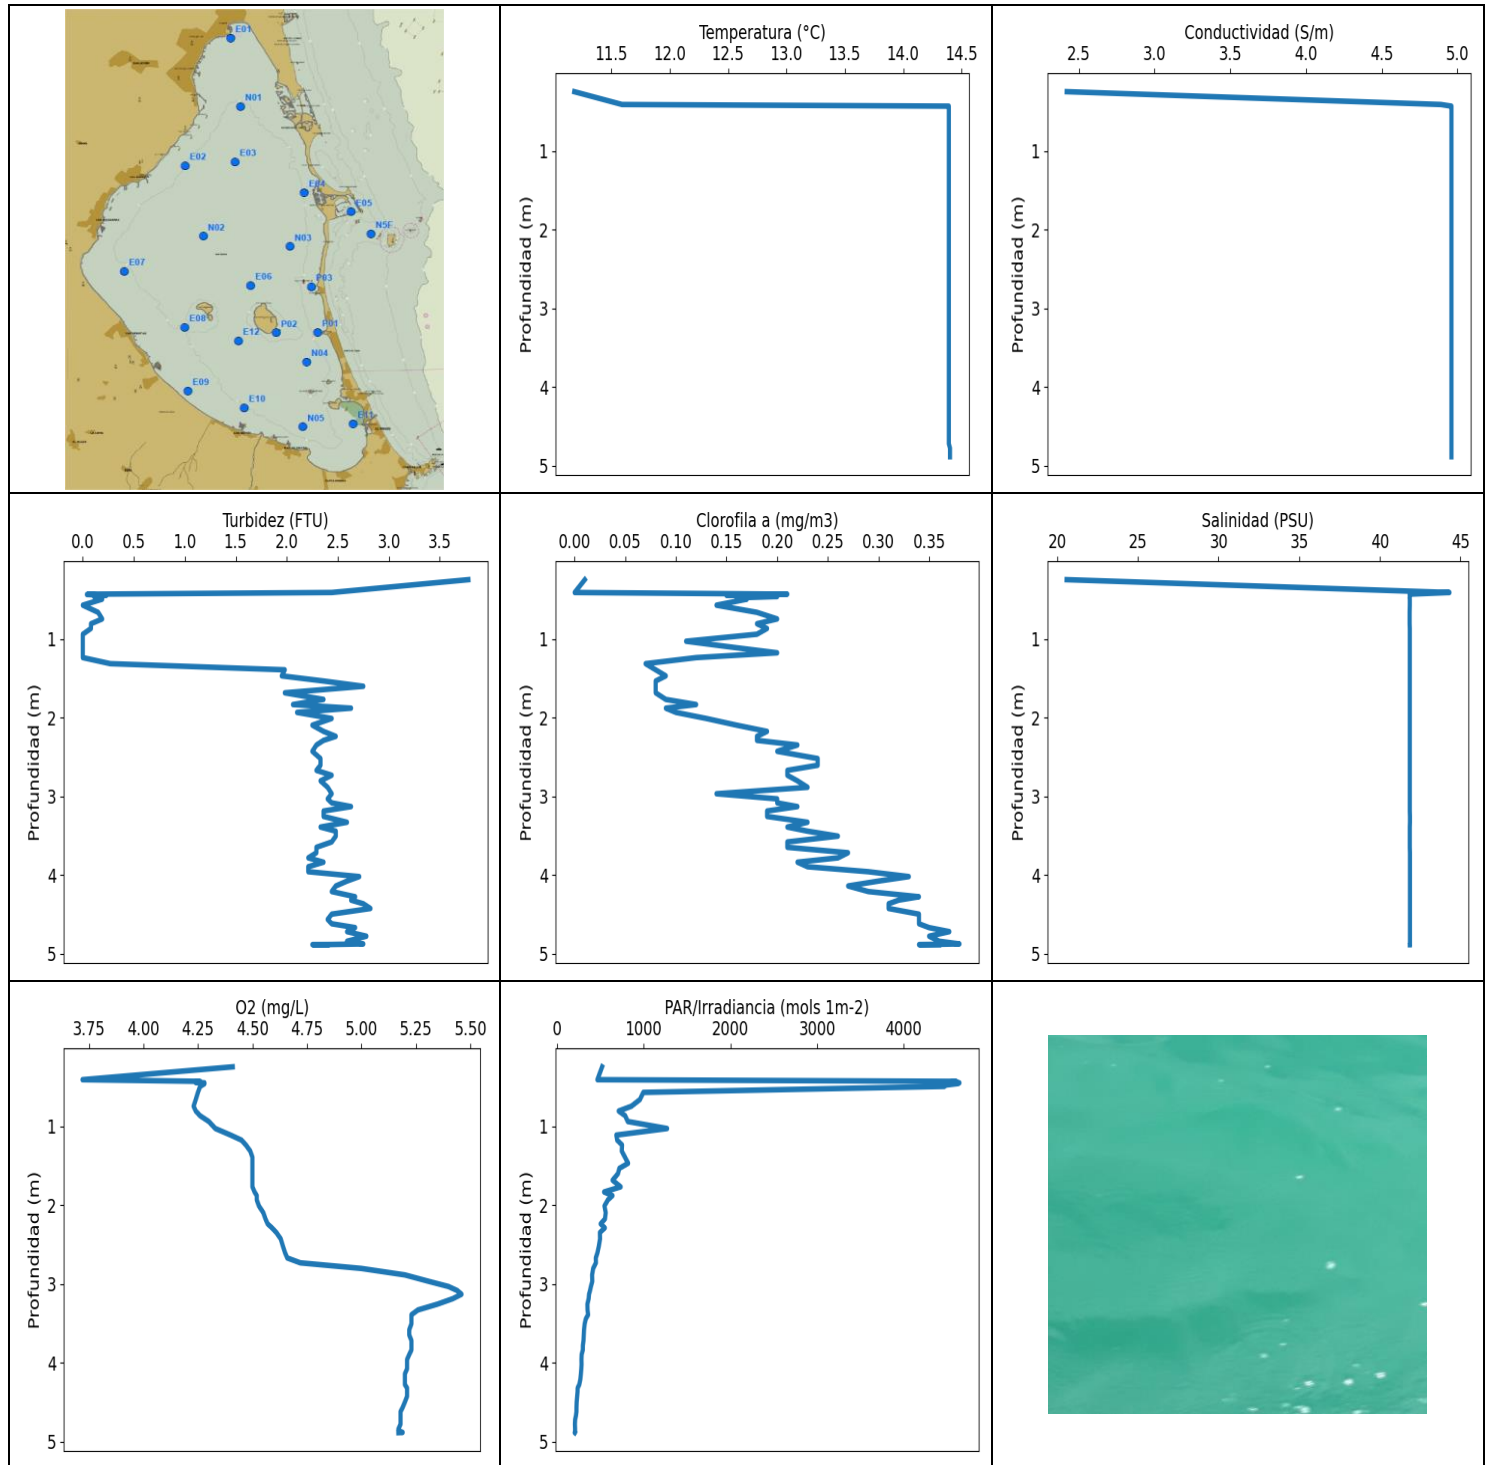 E01
N01
E02
E03
E04
E05
N5F
N02
N03
E07
E06
P03
E08
E12
P02
P01
N04
E09
E10
N05
E11
Temperatura (°C)
11.5 12.0 12.5 13.0 13.5 14.0 14.5
Profundidad (m)
1
2
3
4
5
Conductividad (S/m)
2.5 3.0 3.5 4.0 4.5 5.0
Profundidad (m)
1
2
3
4
5
Turbidez (FTU)
0.0 0.5 1.0 1.5 2.0 2.5 3.0 3.5
Profundidad (m)
1
2
3
4
5
Clorofila a (mg/m3)
0.00 0.05 0.10 0.15 0.20 0.25 0.30 0.35
Profundidad (m)
1
2
3
4
5
Salinidad (PSU)
20 25 30 35 40 45
Profundidad (m)
1
2
3
4
5
O2 (mg/L)
3.75 4.00 4.25 4.50 4.75 5.00 5.25 5.50
Profundidad (m)
1
2
3
4
5
PAR/Irradiancia (mols 1m-2)
0 1000 2000 3000 4000
Profundidad (m)
1
2
3
4
5